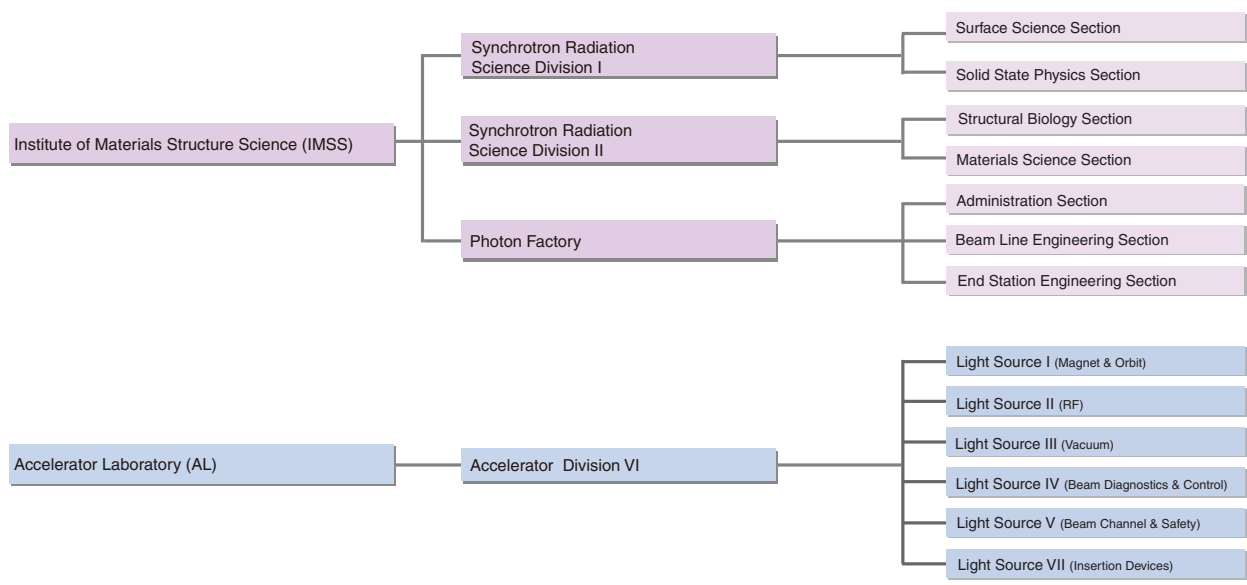 Institute of Materials Structure Science (IMSS)
Synchrotron Radiation
Science Division I
Surface Science Section
Solid State Physics Section
Synchrotron Radiation
Science Division II
Structural Biology Section
Materials Science Section
Photon Factory
Administration Section
Beam Line Engineering Section
End Station Engineering Section
Accelerator Laboratory (AL)
Accelerator Division VI
Light Source I (Magnet & Orbit)
Light Source II (RF)
Light Source III (Vacuum)
Light Source IV (Beam Diagnostics & Control)
Light Source V (Beam Channel & Safety)
Light Source VII (Insertion Devices)